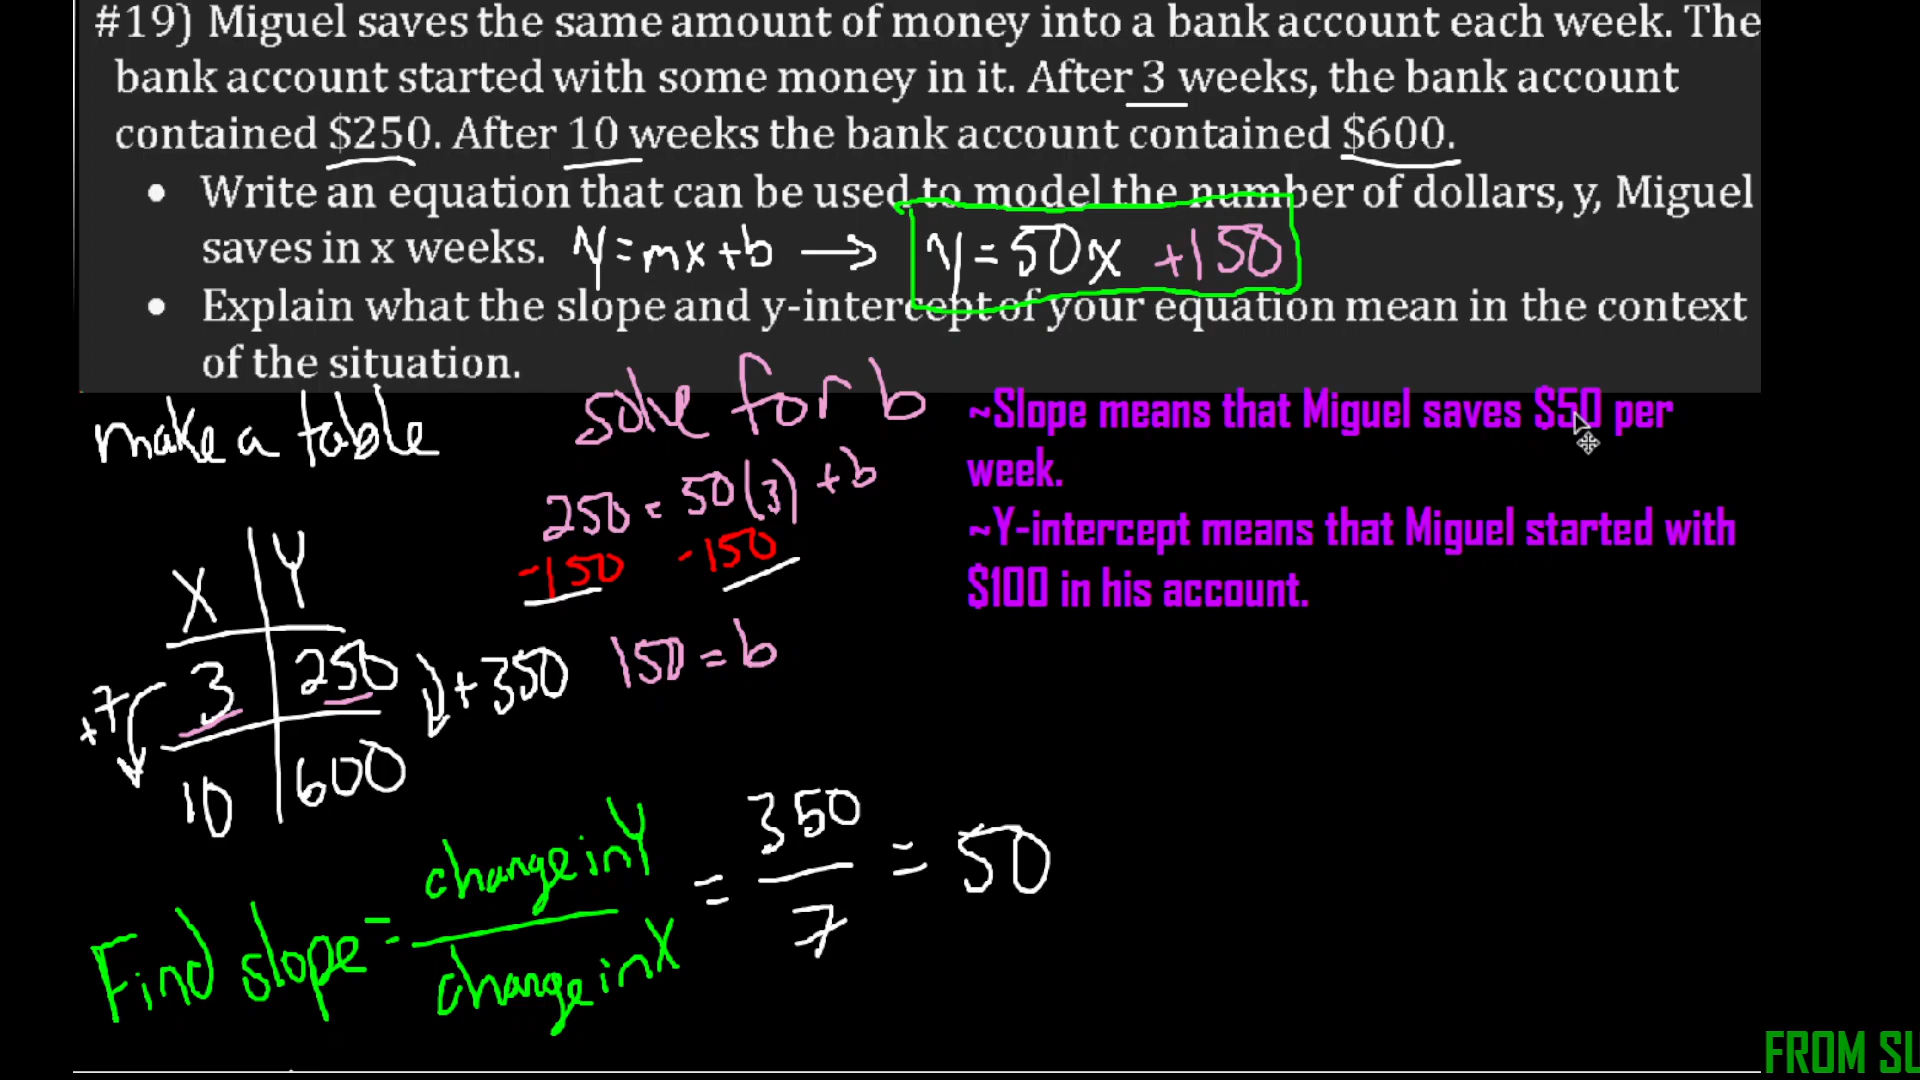 #19) Miguel saves the same amount of money into a bank account each week. The
bank account started with some money in it. After 3 weeks, the bank account
contained $250. After 10 weeks the bank account contained $600.
• Write an equation that can be used to model the number of dollars, y, Miguel
saves in x weeks. y = mx + b → y = 50x + 150
• Explain what the slope and y-intercept of your equation mean in the context
of the situation.
make a table
solve for b
250 = 50(3) + b
-150 -150
150 = b
X Y
3 250
10 600
+7
+350
~Slope means that Miguel saves $50 per
week.
~Y-intercept means that Miguel started with
$100 in his account.
Find slope = change in Y / change in X = 350 / 7 = 50
FROM